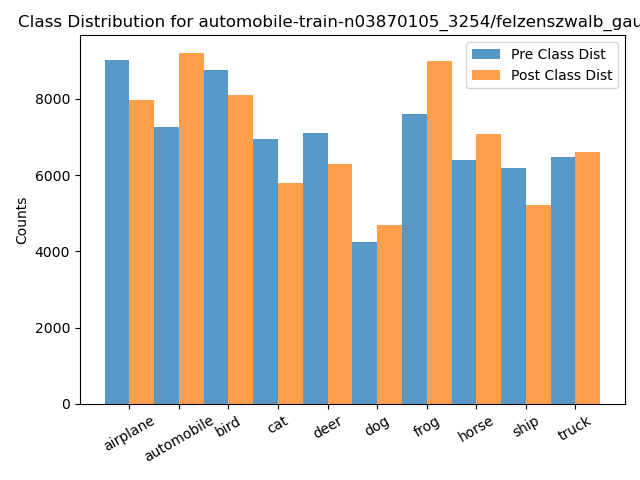 Class Distribution for automobile-train-n03870105_3254/felzenszwalb_gau
Pre Class Dist
Post Class Dist
Counts
8000
6000
4000
2000
0
airplane
automobile
bird
cat
deer
dog
frog
horse
ship
truck